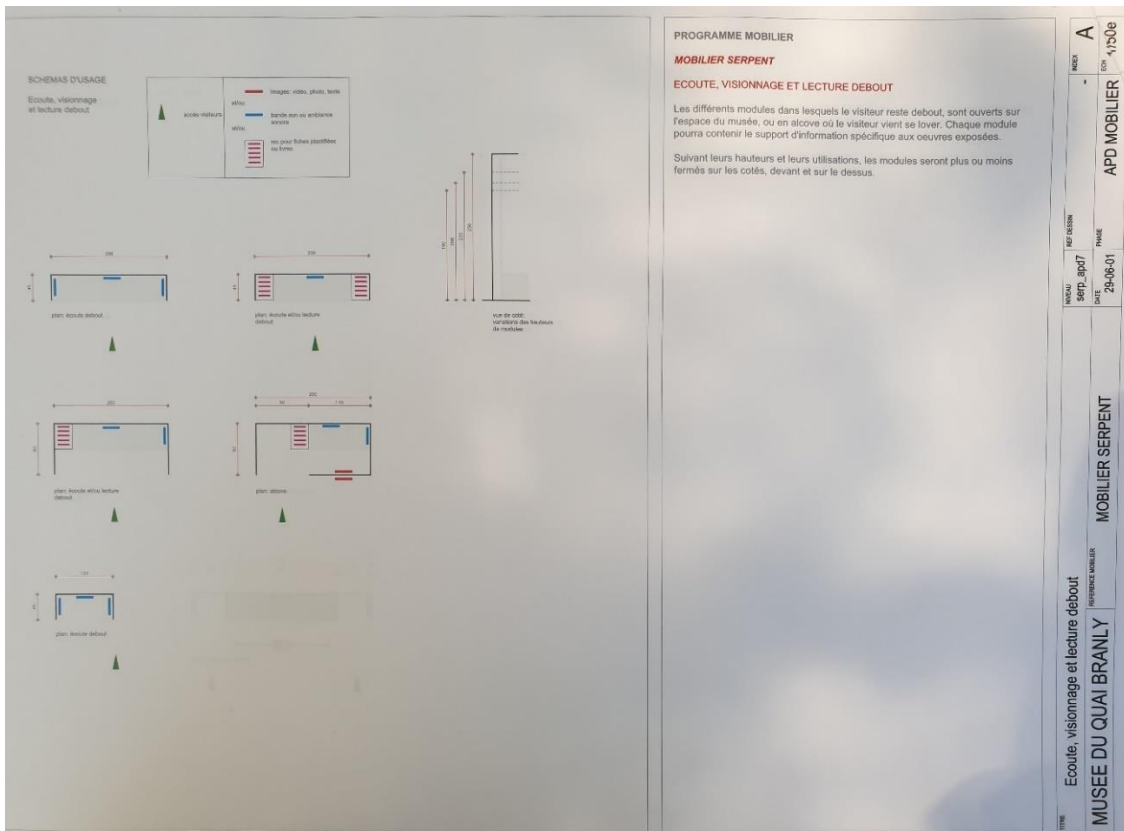 SCHEMAS D'USAGE
Ecoute, visionnage
et lecture debout
accès visiteurs
images: vidéo, photo, texte
et/ou
bande son ou ambiance
sonore
et/ou
ou livres
plan: écoute debout
plan: écoute et/ou lecture
debout
vue de coté:
variations des hauteurs
de modules
plan: écoute et/ou lecture
debout
plan: alcove
plan: écoute debout
PROGRAMME MOBILIER
MOBILIER SERPENT
ECOUTE, VISIONNAGE ET LECTURE DEBOUT
Les différents modules dans lesquels le visiteur reste debout, sont ouverts sur
l'espace du musée, ou en alcove où le visiteur vient se lover. Chaque module
pourra contenir le support d'information spécifique aux oeuvres exposées.
Suivant leurs hauteurs et leurs utilisations, les modules seront plus ou moins
fermés sur les cotés, devant et sur le dessus.
TITRE
Ecoute, visionnage et lecture debout
MUSEE DU QUAI BRANLY
REFERENCE MOBILIER
MOBILIER SERPENT
NIVEAU
REF DESSIN
serp_apd7
-
INDEX
A
DATE
29-06-01
PHASE
APD MOBILIER
ECH
1/50e